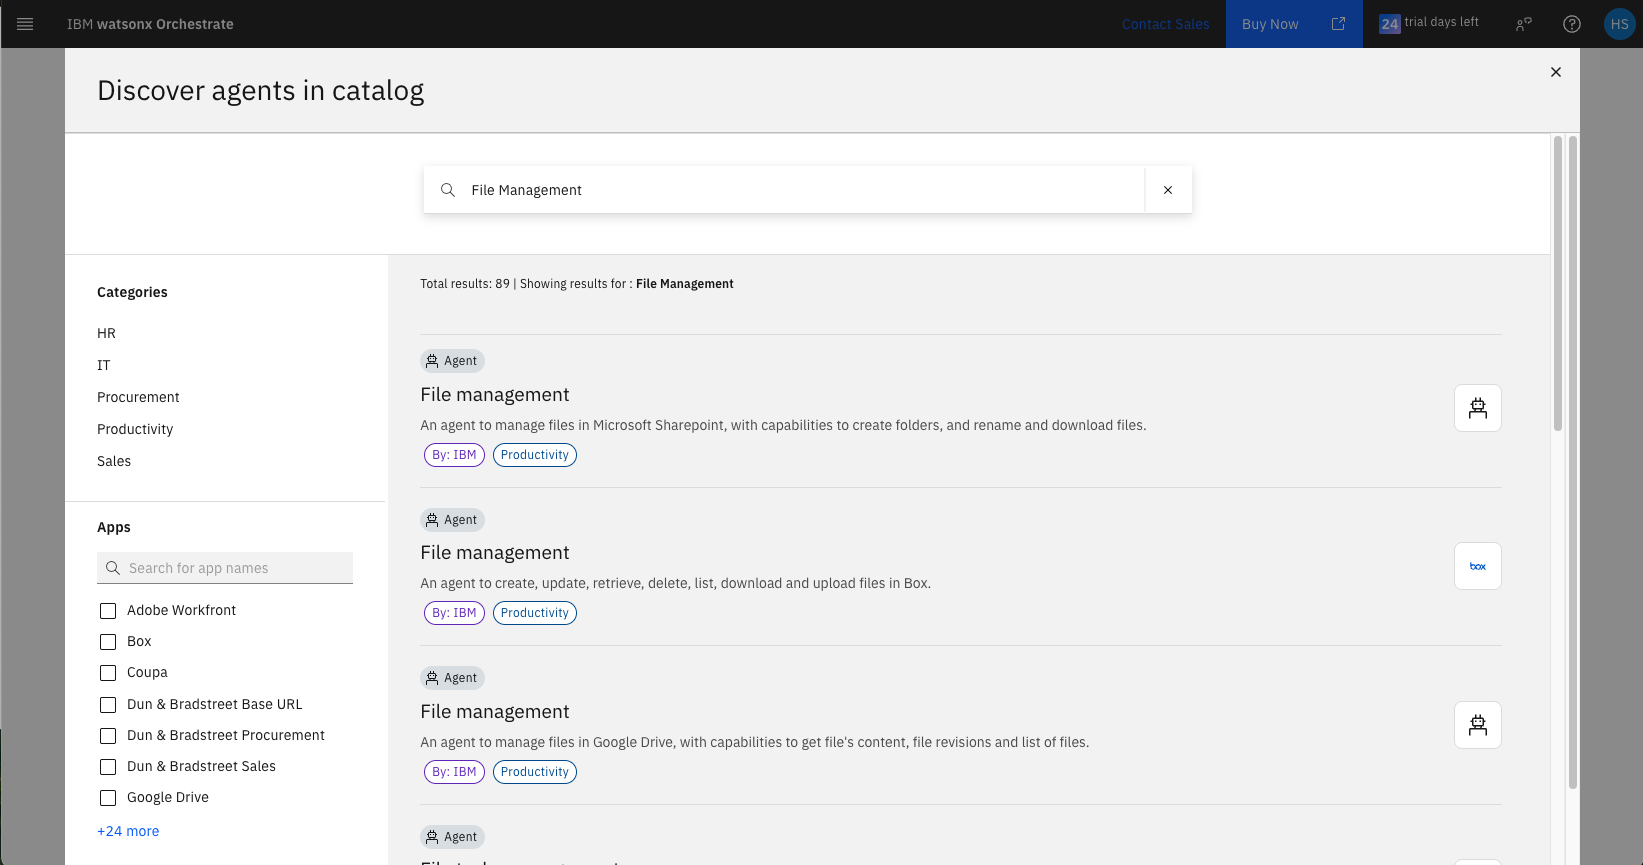 IBM watsonx Orchestrate
Contact Sales
Buy Now
24 trial days left
HS
Discover agents in catalog
File Management
Categories
HR
IT
Procurement
Productivity
Sales
Apps
Search for app names
Adobe Workfront
Box
Coupa
Dun & Bradstreet Base URL
Dun & Bradstreet Procurement
Dun & Bradstreet Sales
Google Drive
+24 more
Total results: 89 | Showing results for : File Management
Agent
File management
An agent to manage files in Microsoft Sharepoint, with capabilities to create folders, and rename and download files.
By: IBM Productivity
Agent
File management
An agent to create, update, retrieve, delete, list, download and upload files in Box.
box
By: IBM Productivity
Agent
File management
An agent to manage files in Google Drive, with capabilities to get file's content, file revisions and list of files.
By: IBM Productivity
Agent